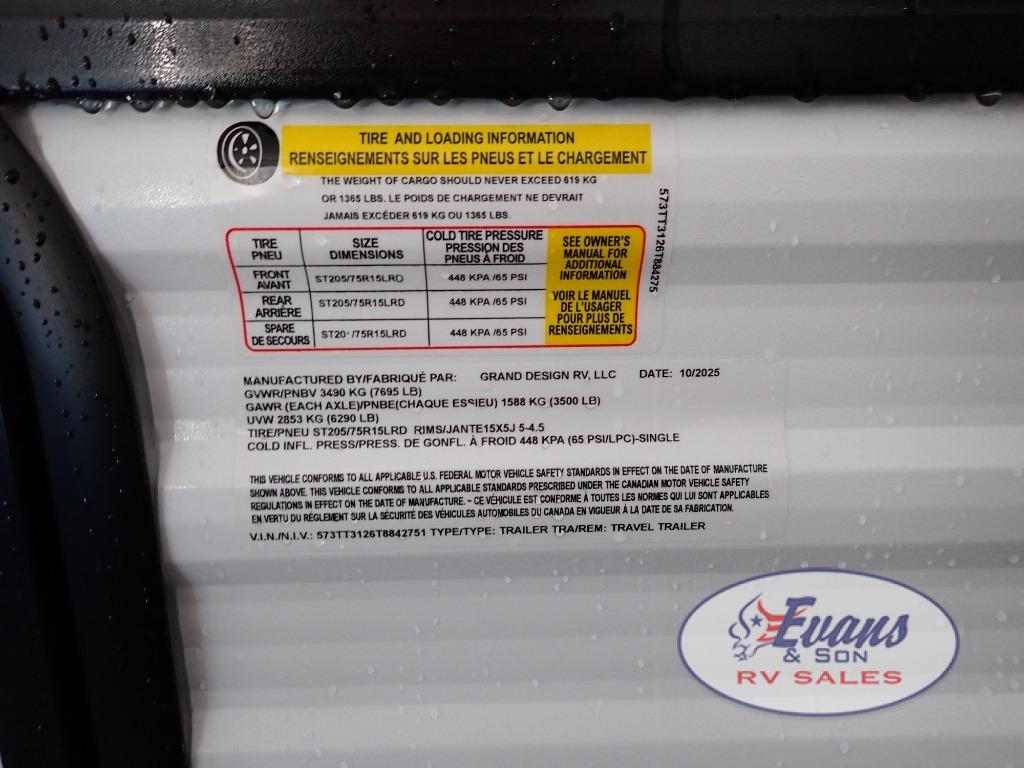 TIRE AND LOADING INFORMATION
RENSEIGNEMENTS SUR LES PNEUS ET LE CHARGEMENT
THE WEIGHT OF CARGO SHOULD NEVER EXCEED 619 KG
OR 1365 LBS. LE POIDS DE CHARGEMENT NE DEVRAIT
JAMAIS EXCÉDER 619 KG OU 1365 LBS.
TIRE
PNEU
SIZE
DIMENSIONS
COLD TIRE PRESSURE
PRESSION DES
PNEUS À FROID
FRONT
AVANT
ST205/75R15LRD
448 KPA /65 PSI
REAR
ARRIÈRE
ST205/75R15LRD
448 KPA /65 PSI
SPARE
DE SECOURS
/75R15LRD
448 KPA /65 PSI
SEE OWNER'S
MANUAL FOR
ADDITIONAL
INFORMATION
VOIR LE MANUEL
DE L'USAGER
POUR PLUS DE
RENSEIGNEMENTS
573TT3126T884275
MANUFACTURED BY/FABRIQUÉ PAR: GRAND DESIGN RV, LLC DATE: 10/2025
GVWR/PNBV 3490 KG (7695 LB)
GAWR (EACH AXLE)/PNBE(CHAQUE ESSIEU) 1588 KG (3500 LB)
UVW 2853 KG (6290 LB)
TIRE/PNEU ST205/75R15LRD RIMS/JANTE15X5J 5-4.5
COLD INFL. PRESS/PRESS. DE GONFL. À FROID 448 KPA (65 PSI/LPC)-SINGLE
THIS VEHICLE CONFORMS TO ALL APPLICABLE U.S. FEDERAL MOTOR VEHICLE SAFETY STANDARDS IN EFFECT ON THE DATE OF MANUFACTURE
SHOWN ABOVE. THIS VEHICLE CONFORMS TO ALL APPLICABLE STANDARDS PRESCRIBED UNDER THE CANADIAN MOTOR VEHICLE SAFETY
REGULATIONS IN EFFECT ON THE DATE OF MANUFACTURE. - CE VÉHICULE EST CONFORME À TOUTES LES NORMES QUI LUI SONT APPLICABLES
EN VERTU DU RÈGLEMENT SUR LA SÉCURITÉ DES VÉHICULES AUTOMOBILES DU CANADA EN VIGUEUR À LA DATE DE SA FABRICATION.
V.I.N./N.I.V.: 573TT3126T8842751 TYPE/TYPE: TRAILER TRA/REM: TRAVEL TRAILER
Evans
& SON
RV SALES